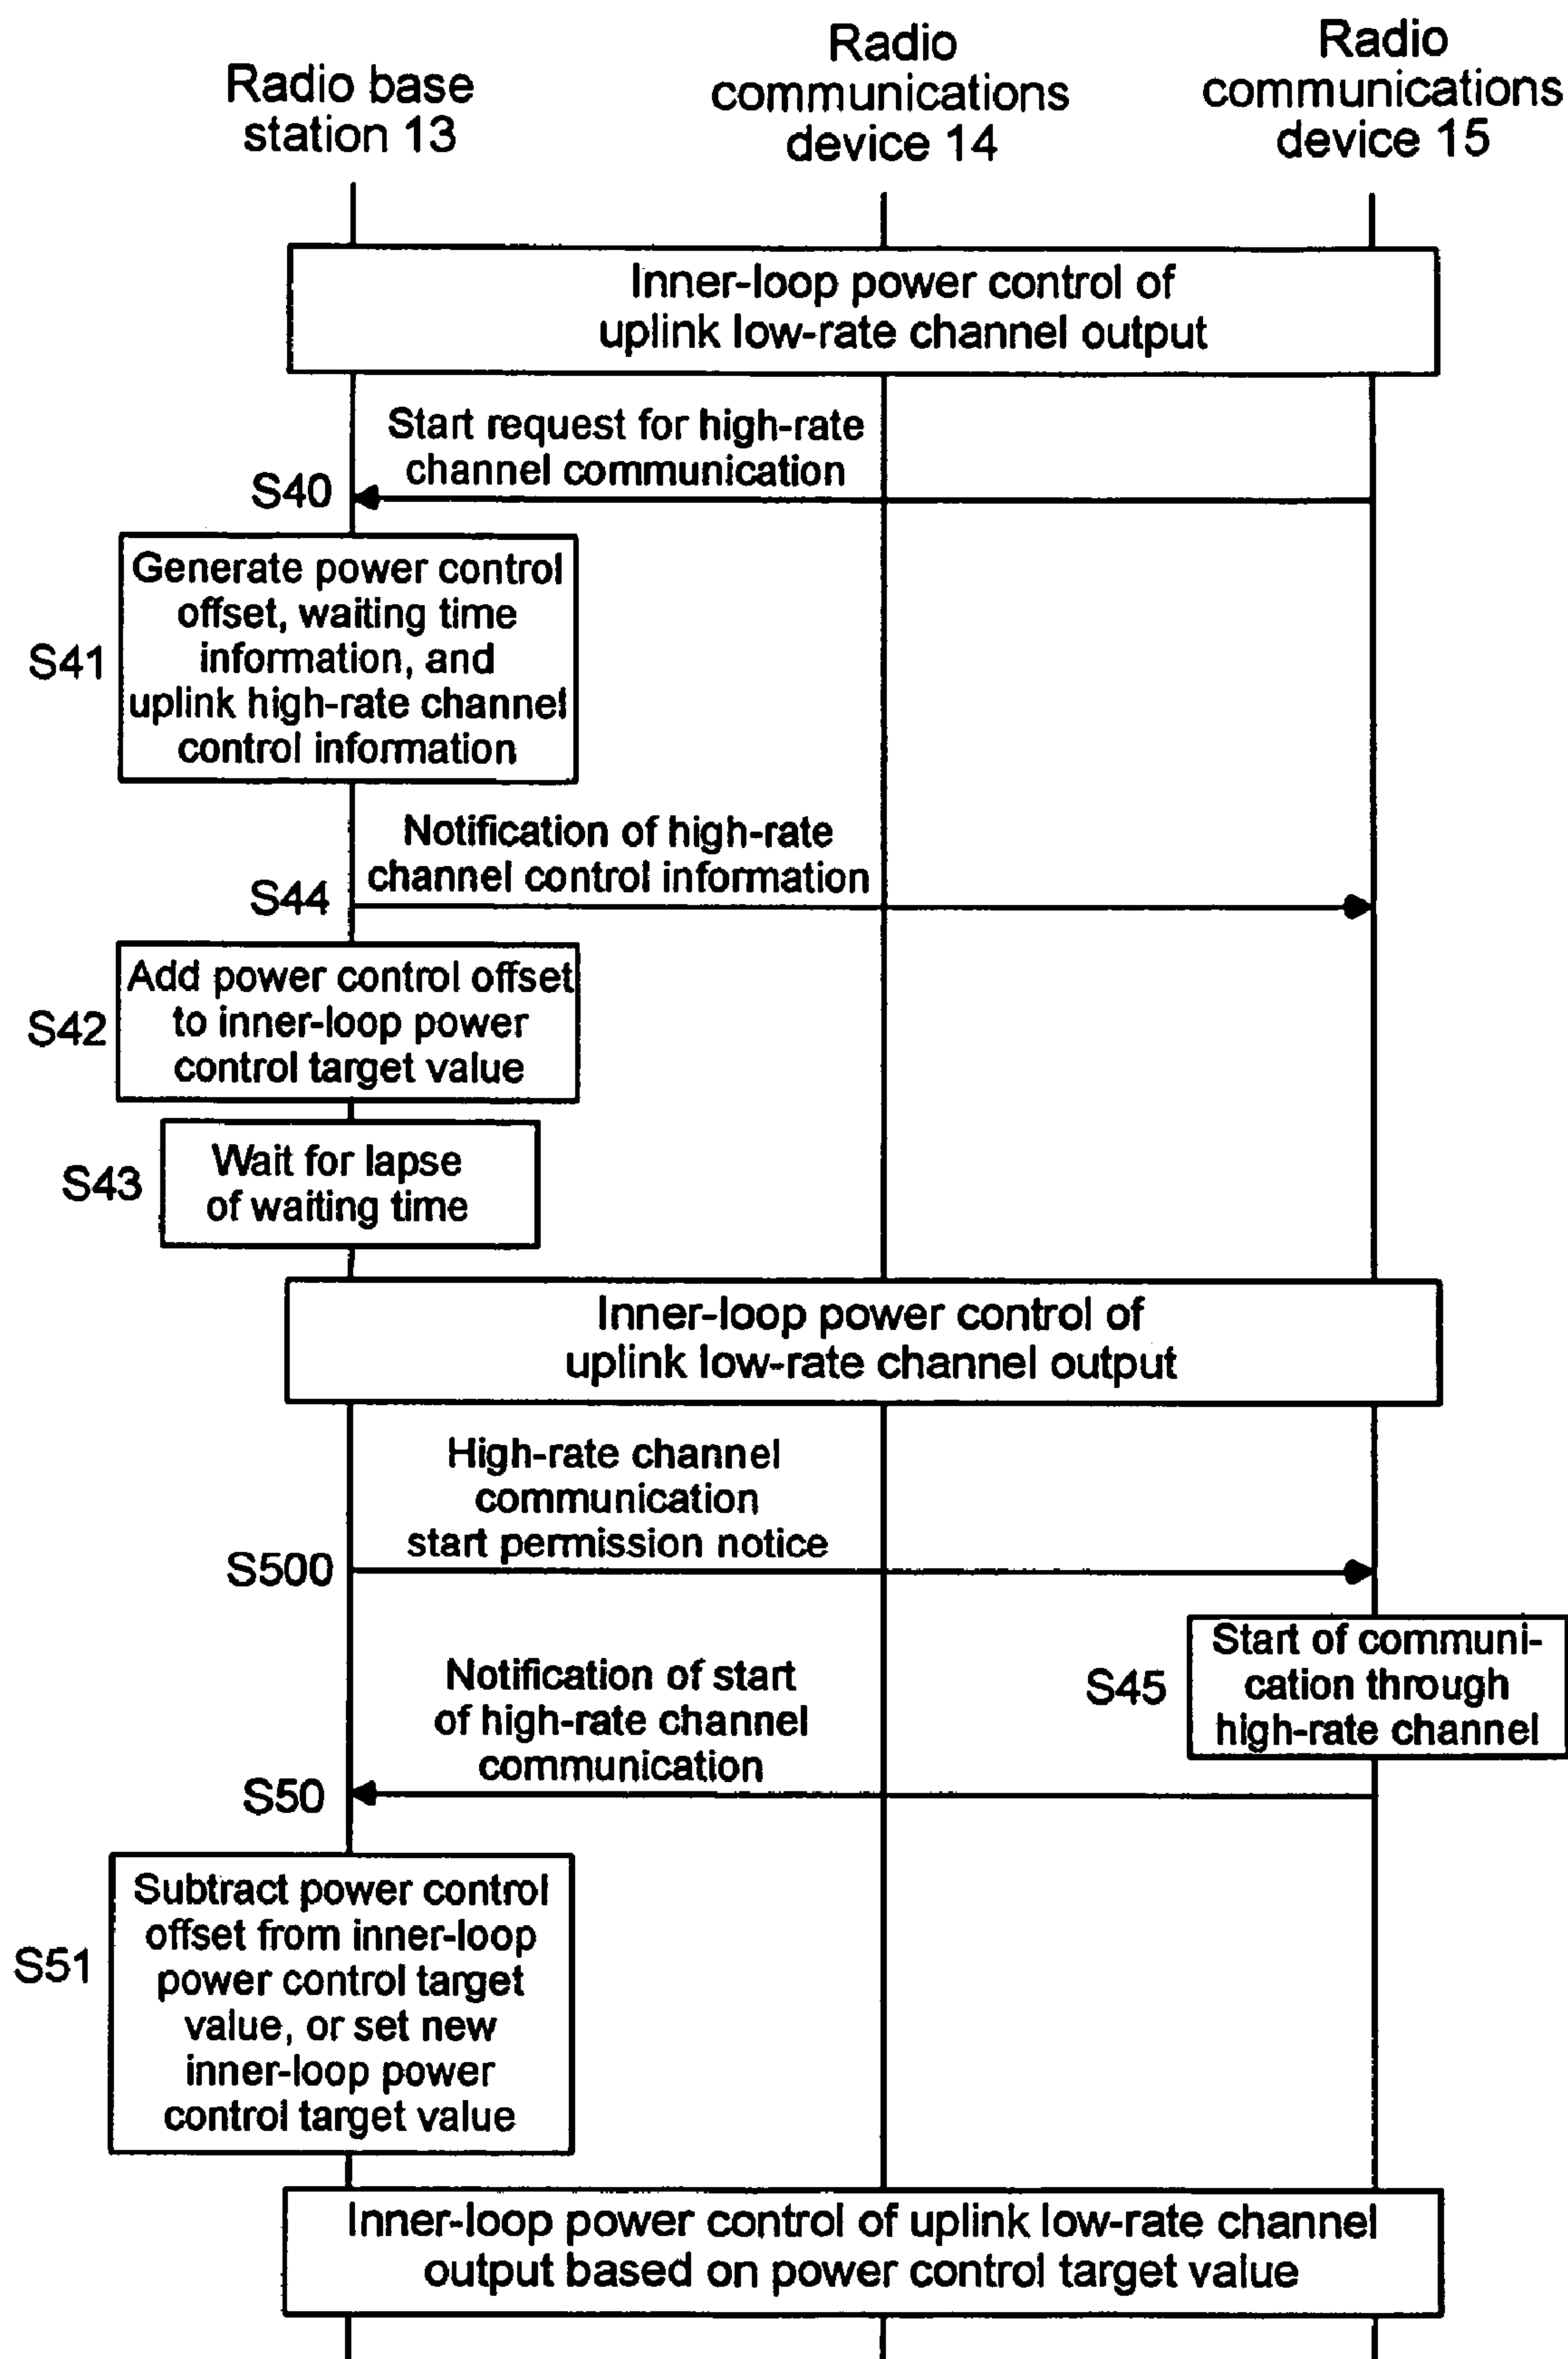 Radio base
station 13
Radio
communications
device 14
Radio
communications
device 15
Inner-loop power control of
uplink low-rate channel output
Start request for high-rate
channel communication
S40
Generate power control
offset, waiting time
information, and
uplink high-rate channel
control information
S41
Notification of high-rate
channel control information
S44
Add power control offset
to inner-loop power
control target value
S42
Wait for lapse
of waiting time
S43
Inner-loop power control of
uplink low-rate channel output
High-rate channel
communication
start permission notice
S500
Start of communi-
cation through
high-rate channel
S45
Notification of start
of high-rate channel
communication
S50
Subtract power control
offset from inner-loop
power control target
value, or set new
inner-loop power
control target value
S51
Inner-loop power control of uplink low-rate channel
output based on power control target value